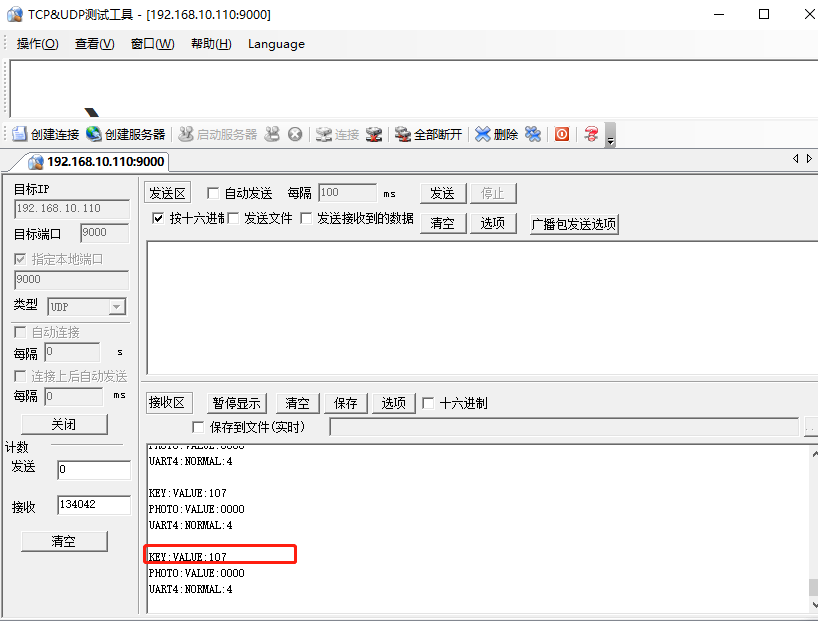 TCP&UDP测试工具 - [192.168.10.110:9000]
操作(O) 查看(V) 窗口(W) 帮助(H) Language
创建连接 创建服务器 启动服务器 连接 全部断开 删除
192.168.10.110:9000
目标IP
192.168.10.110
目标端口 9000
指定本地端口
9000
类型 UDP
自动连接
每隔 0 s
连接上后自动发送
每隔 0 ms
关闭
计数
发送 0
接收 134042
清空
发送区 自动发送 每隔 100 ms 发送 停止
按十六进制 发送文件 发送接收到的数据 清空 选项 广播包发送选项
接收区 暂停显示 清空 保存 选项 十六进制
保存到文件(实时)
PHOTO:VALUE:0000
UART4:NORMAL:4
KEY:VALUE:107
PHOTO:VALUE:0000
UART4:NORMAL:4
KEY:VALUE:107
PHOTO:VALUE:0000
UART4:NORMAL:4